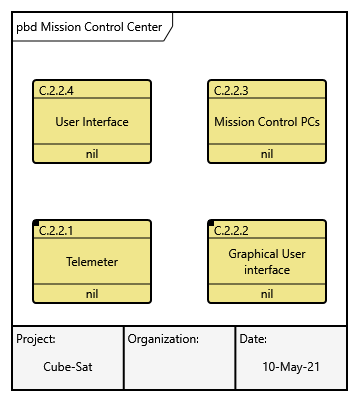 pbd Mission Control Center
C.2.2.4
User Interface
nil
C.2.2.3
Mission Control PCs
nil
C.2.2.1
Telemeter
nil
C.2.2.2
Graphical User
interface
nil
Project:
Cube-Sat
Organization:
Date:
10-May-21